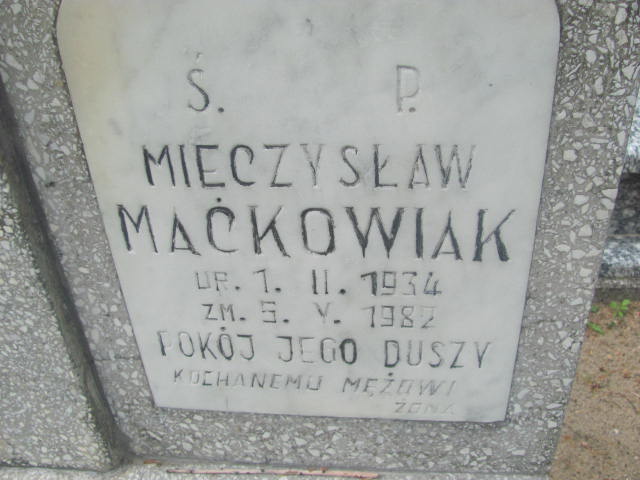 Ś. P.
MIECZYSŁAW
MAĆKOWIAK
UR. 1. II. 1934
ZM. 5. V. 1982
POKÓJ JEGO DUSZY
KOCHANEMU MĘŻOWI
ŻONA